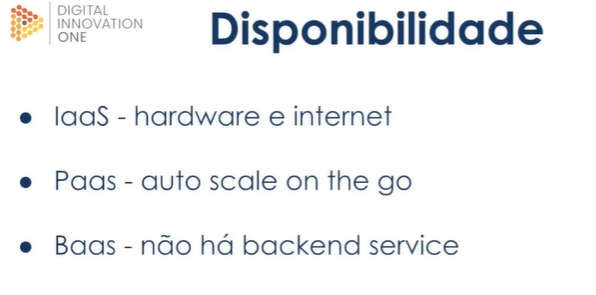 DIGITAL
INNOVATION
ONE
Disponibilidade
• IaaS - hardware e internet
• Paas - auto scale on the go
• Baas - não há backend service